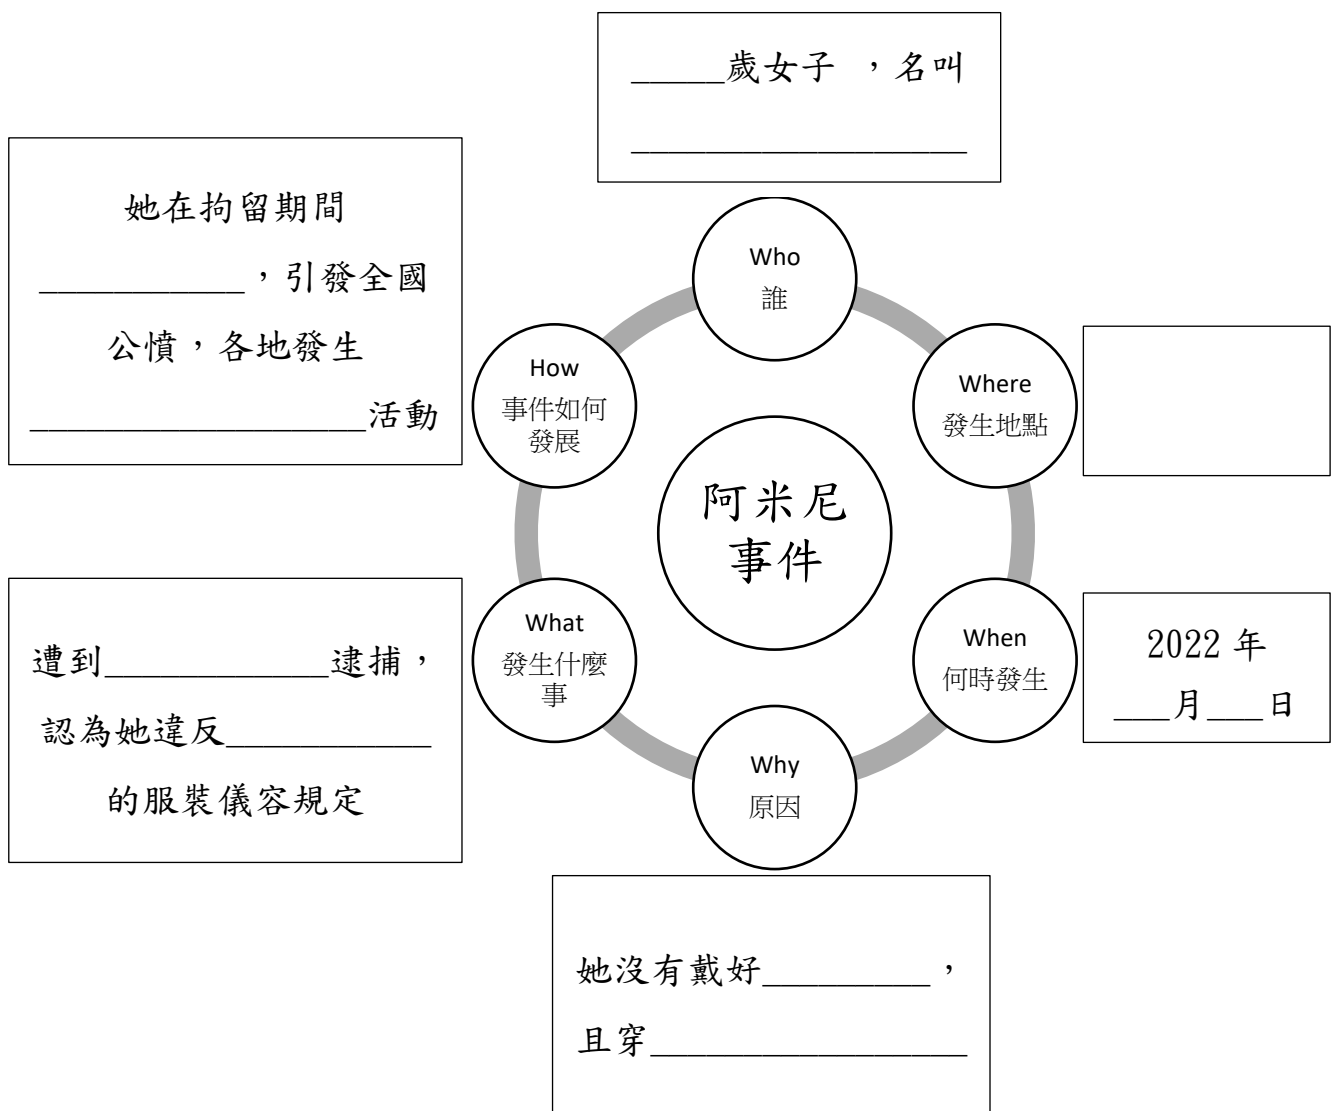 _____歲女子 ,名叫
__________________
Who
誰
Where
發生地點
When
何時發生
2022 年
___月___日
Why
原因
她沒有戴好_________,
且穿_________________
What
發生什麼
事
遭到____________逮捕,
認為她違反___________
的服裝儀容規定
How
事件如何
發展
她在拘留期間
____________,引發全國
公憤,各地發生
__________________活動
阿米尼
事件